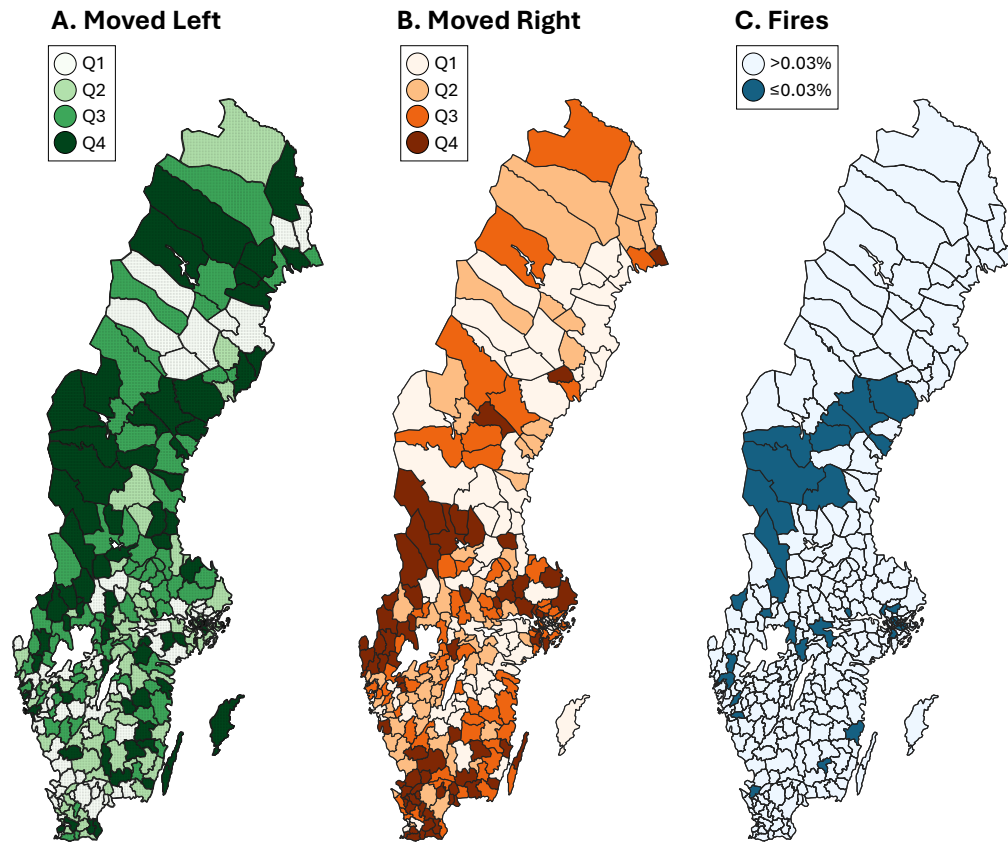 A. Moved Left
Q1
Q2
Q3
Q4
B. Moved Right
Q1
Q2
Q3
Q4
C. Fires
>0.03%
≤0.03%